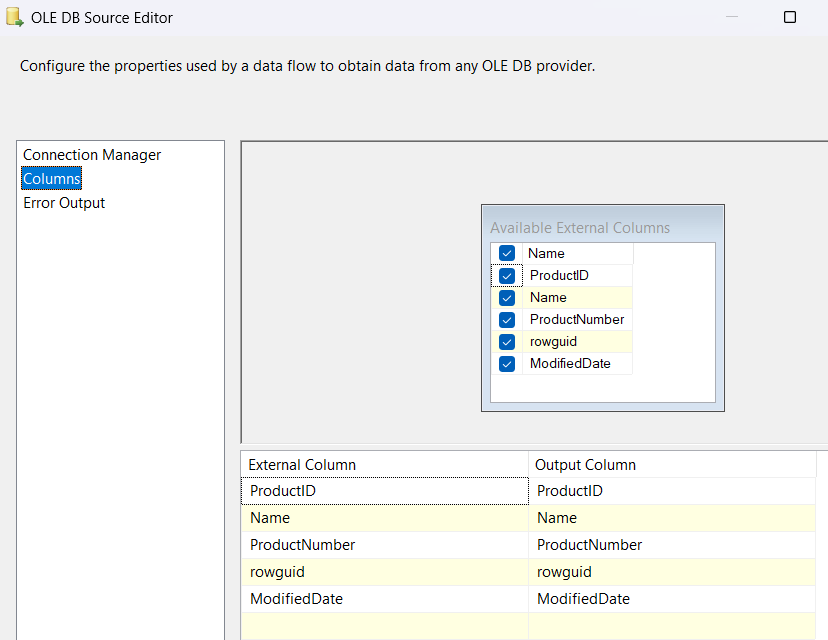 OLE DB Source Editor
Configure the properties used by a data flow to obtain data from any OLE DB provider.
Connection Manager
Columns
Error Output
Available External Columns
Name
ProductID
Name
ProductNumber
rowguid
ModifiedDate
External Column Output Column
ProductID ProductID
Name Name
ProductNumber ProductNumber
rowguid rowguid
ModifiedDate ModifiedDate